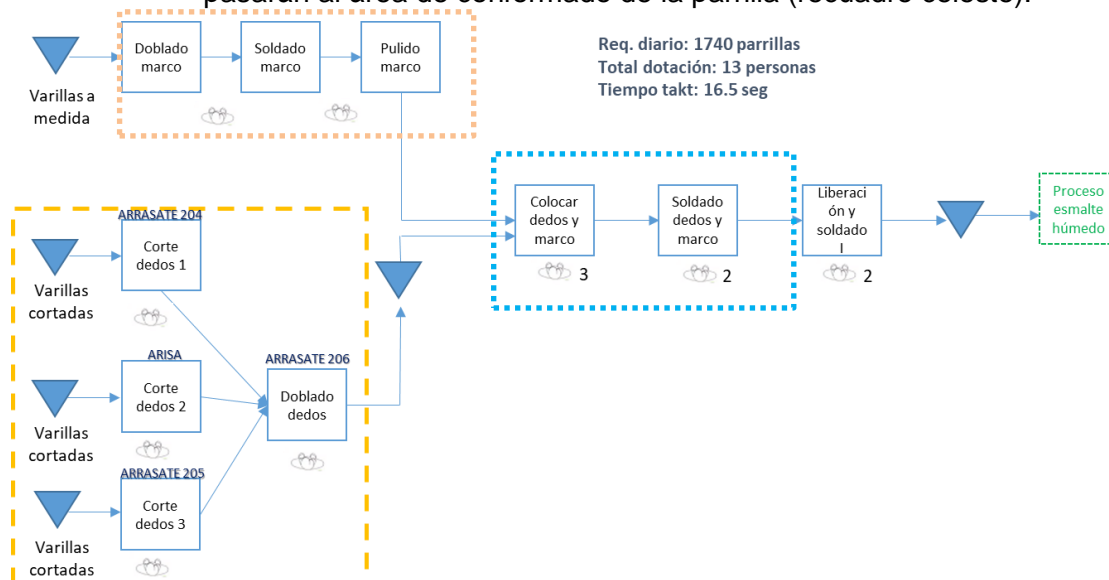 pasarán al área de conformado de la parrilla (recuadro celeste).
Req. diario: 1740 parrillas
Total dotación: 13 personas
Tiempo takt: 16.5 seg
Varillas a
medida
Doblado
marco
Soldado
marco
Pulido
marco
ARRASATE 204
Corte
dedos 1
Varillas
cortadas
ARISA
Corte
dedos 2
Varillas
cortadas
ARRASATE 205
Corte
dedos 3
Varillas
cortadas
ARRASATE 206
Doblado
dedos
Colocar
dedos y
marco
3
Soldado
dedos y
marco
2
Liberaci
ón y
soldado
I
2
Proceso
esmalte
húmedo